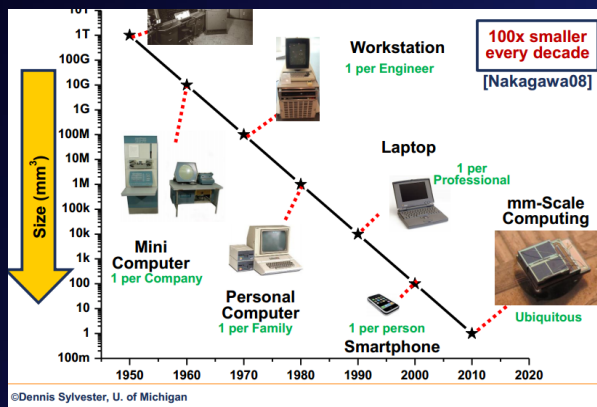 10T
1T
100G
10G
1G
100M
10M
1M
100k
10k
1k
100
10
1
100m
Size (mm³)
1950 1960 1970 1980 1990 2000 2010 2020
Workstation
1 per Engineer
100x smaller
every decade
[Nakagawa08]
Laptop
1 per
Professional
mm-Scale
Computing
Ubiquitous
Mini
Computer
1 per Company
Personal
Computer
1 per Family
1 per person
Smartphone
©Dennis Sylvester, U. of Michigan